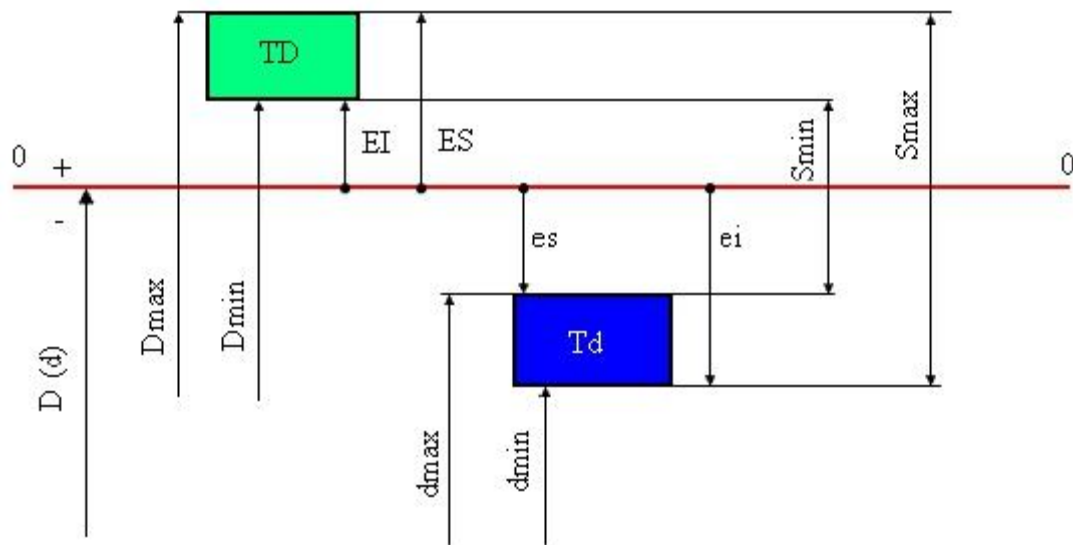 TD
EI
ES
Smin
Smax
0
+
0
-
es
ei
Dmax
Dmin
D (d)
Td
dmax
dmin